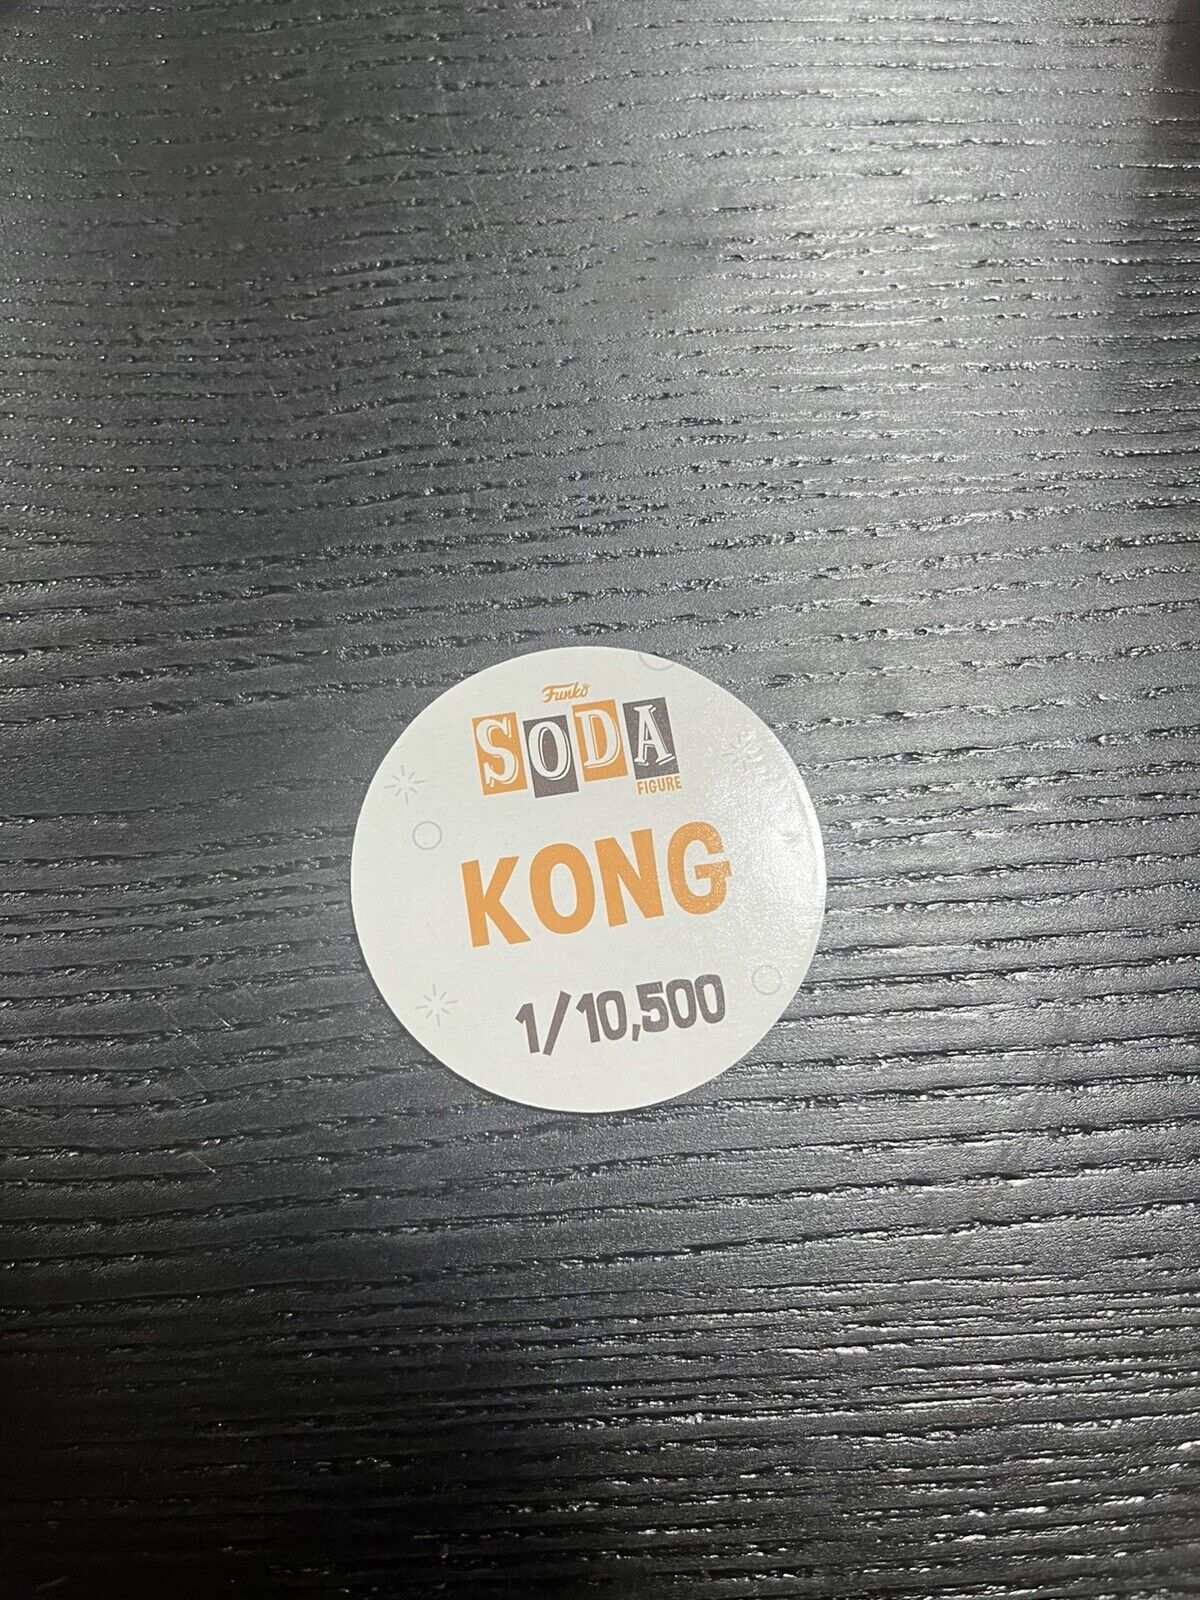 Funko
SODA
FIGURE
KONG
1/10,500